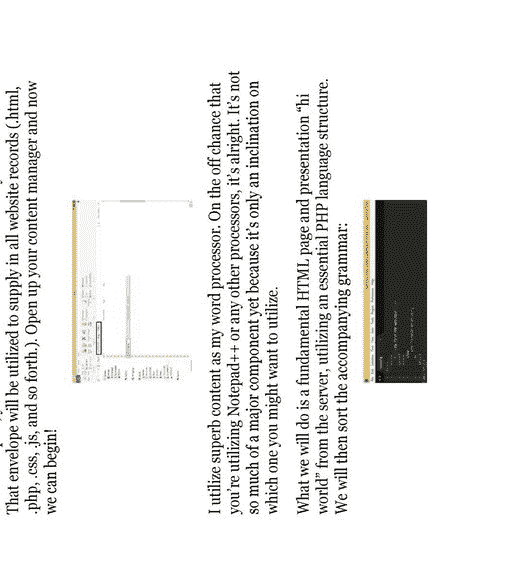 That envelope will be utilized to supply in all website records (.html,
.php, .css, .js, and so forth.). Open up your content manager and now
we can begin!
I utilize superb content as my word processor. On the off chance that
you're utilizing Notepad++ or any other processors, it's alright. It's not
so much of a major component yet because it's only an inclination on
which one you might want to utilize.
What we will do is a fundamental HTML page and presentation "hi
world" from the server, utilizing an essential PHP language structure.
We will then sort the accompanying grammar: